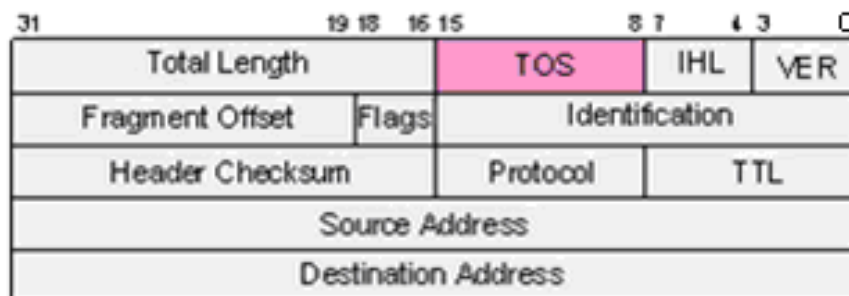 31 19 18 16 15 8 7 4 3 0
Total Length TOS IHL VER
Fragment Offset Flags Identification
Header Checksum Protocol TTL
Source Address
Destination Address